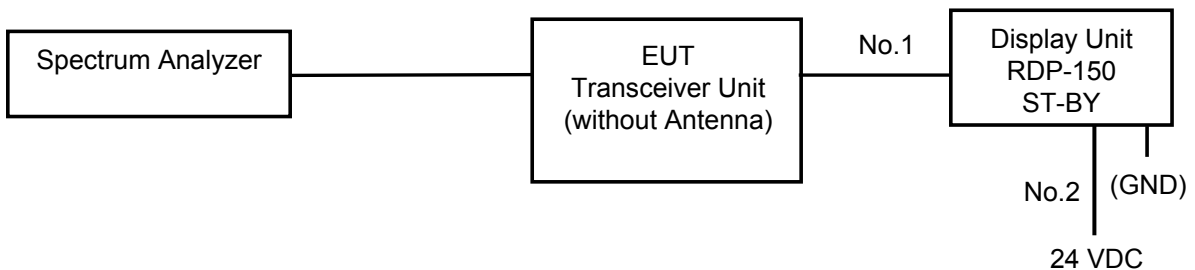 Spectrum Analyzer
EUT
Transceiver Unit
(without Antenna)
No.1
Display Unit
RDP-150
ST-BY
No.2
(GND)
24 VDC